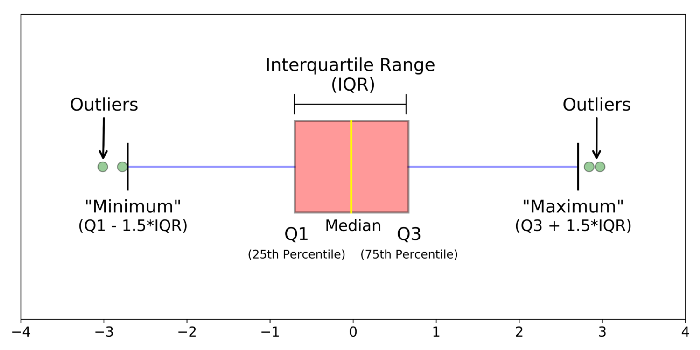 Interquartile Range
(IQR)
Outliers
Outliers
"Minimum"
(Q1 - 1.5*IQR)
"Maximum"
(Q3 + 1.5*IQR)
Q1
Median
Q3
(25th Percentile)
(75th Percentile)
−4
−3
−2
−1
0
1
2
3
4